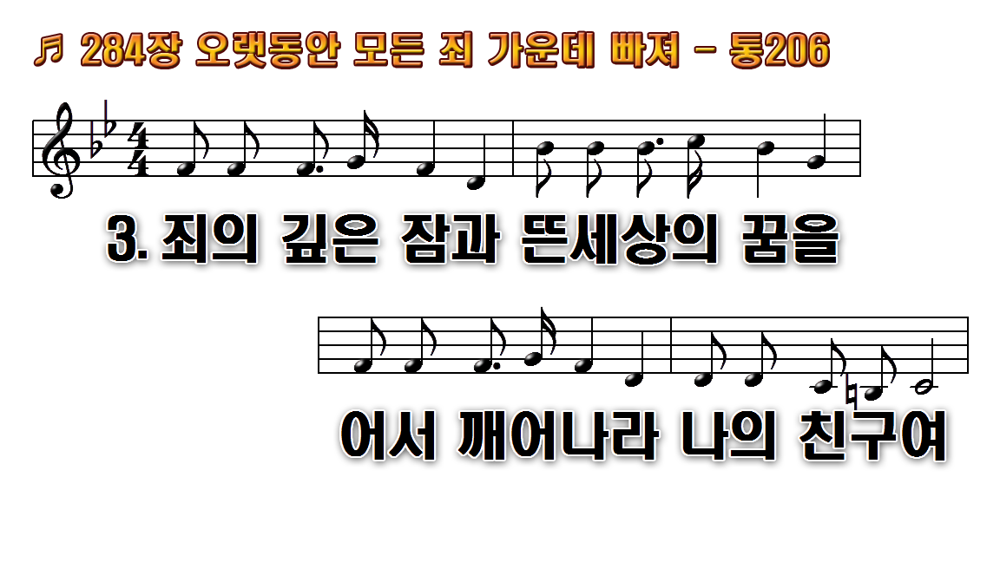 ♬ 284장 오랫동안 모든 죄 가운데 빠져 - 통206
3. 죄의 깊은 잠과 뜬세상의 꿈을
어서 깨어나라 나의 친구여